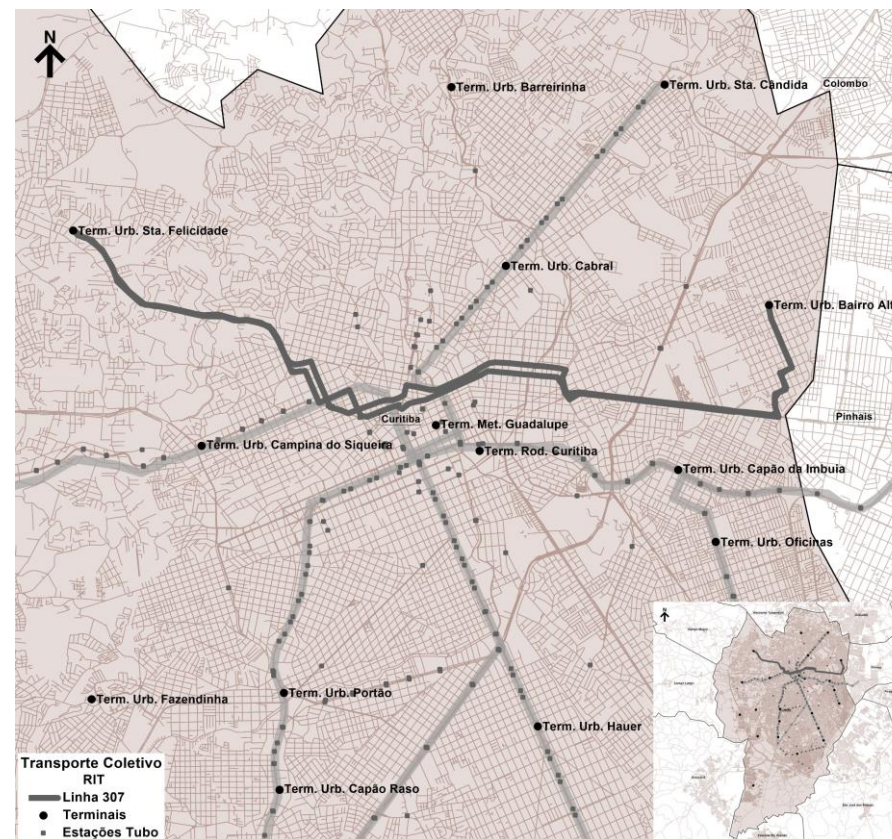 N
Term. Urb. Barreirinha
Term. Urb. Sta. Cândida
Colombo
Term. Urb. Sta. Felicidade
Term. Urb. Cabral
Term. Urb. Bairro Alt
Pinhais
Curitiba
Term. Met. Guadalupe
Term. Urb. Campina do Siqueira
Term. Rod. Curitiba
Term. Urb. Capão da Imbuia
Term. Urb. Oficinas
N
Term. Urb. Fazendinha
Term. Urb. Portão
Term. Urb. Hauer
Term. Urb. Capão Raso
Transporte Coletivo
RIT
Linha 307
Terminais
Estações Tubo